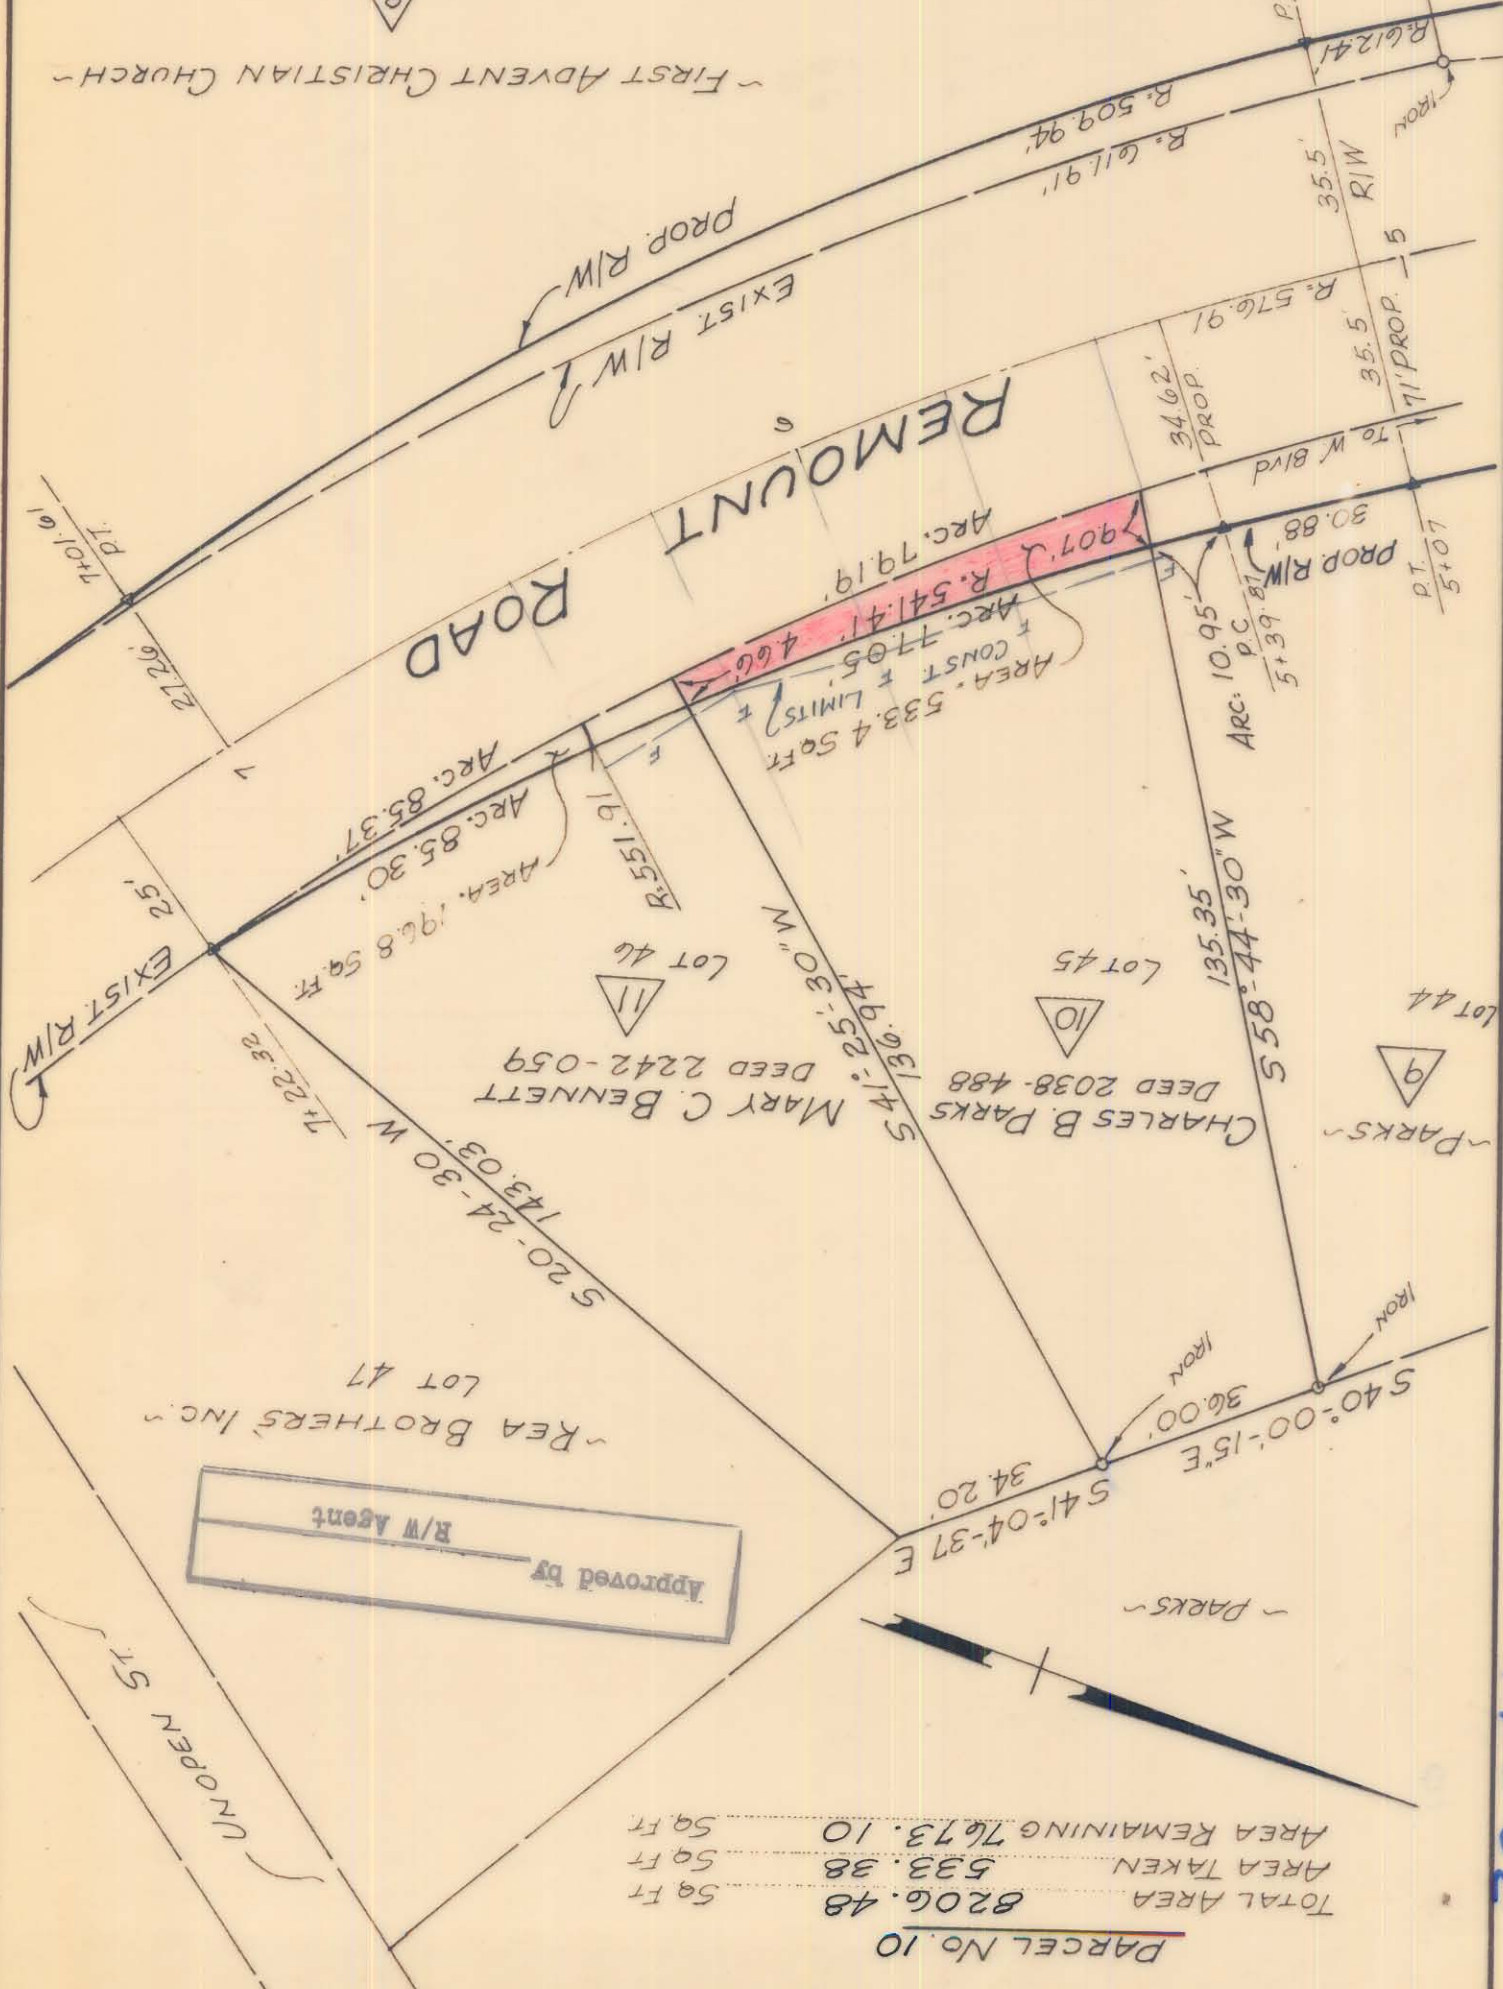 PARCEL No. 10
TOTAL AREA 8206.48 SQ FT
AREA TAKEN 533.38 SQ FT
AREA REMAINING 7673.10 SQ FT.
UNOPEN ST.
~ PARKS ~
Approved by
R/W Agent
S 41°-04'-37 E
34.20'
S 40°-00'-15" E
36.00'
IRON
IRON
~ REA BROTHERS INC. ~
LOT 47
S 20-24-30 W
143.03'
~ PARKS ~
9
LOT 44
CHARLES B. PARKS
DEED 2038-488
10
LOT 45
MARY C. BENNETT
DEED 2242-059
11
LOT 46
S 58°-44'-30" W
135.35'
S 41°-25'-30" W
136.94'
7+22.32
EXIST. R/W
25'
AREA. 196.8 SQ. FT.
ARC. 85.30'
ARC. 85.37'
R.551.91
7
AREA. 533.4 SQ FT.
F CONST. F LIMITS F
F
F
ARC. 77.05'
R. 541.41'
9.07'
4.66'
ARC. 79.19'
ARC. 10.95'
P.C.
5+39.81
P.T.
5+07
PROP. R/W
30.88'
TO W. Blvd
34.62'
PROP.
71' PROP.
35.5'
5
35.5'
R/W
R. 576.91
REMOUNT ROAD
6
27.26'
7+01.61
P.T.
EXIST R/W
PROP. R/W
R. 611.91'
R. 509.94'
R. 612.41'
IRON
P.
~ FIRST ADVENT CHRISTIAN CHURCH ~